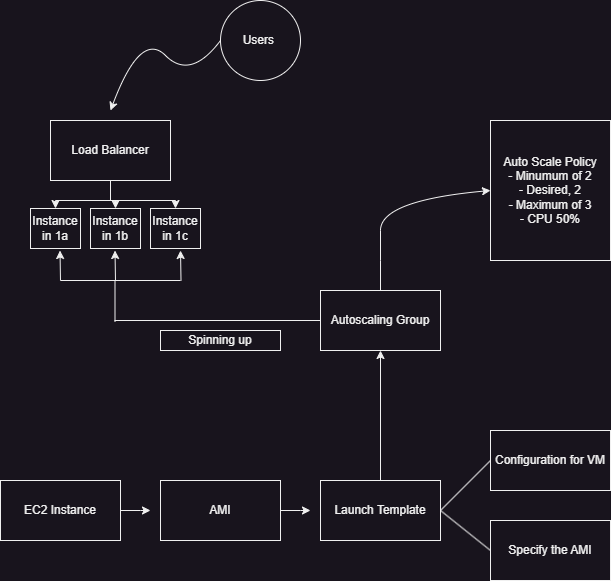 Users
Load Balancer
Instance
in 1a
Instance
in 1b
Instance
in 1c
Auto Scale Policy
- Minumum of 2
- Desired, 2
- Maximum of 3
- CPU 50%
Autoscaling Group
Spinning up
Configuration for VM
EC2 Instance
AMI
Launch Template
Specify the AMI